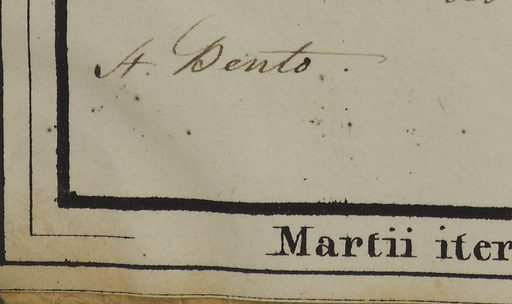 A. Bento.
Martii iter